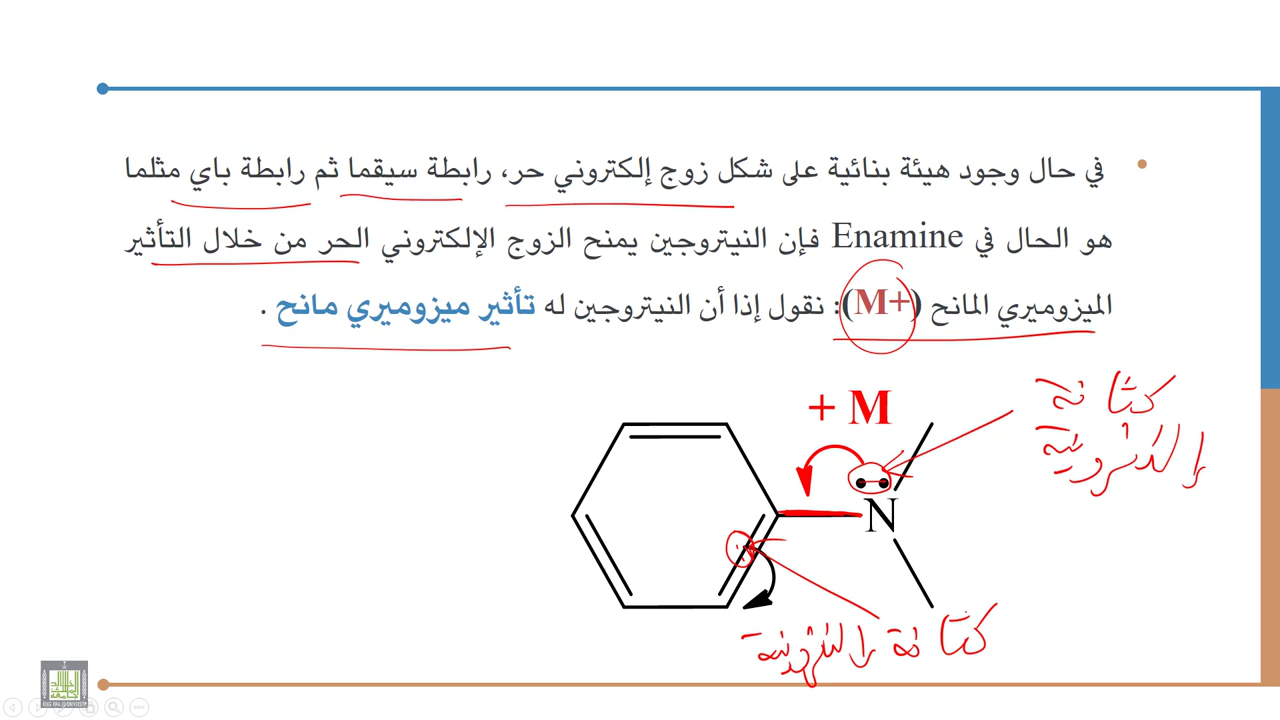 في حال وجود هيئة بنائية على شكل زوج إلكتروني حر، رابطة سيقما ثم رابطة باي مثلما
هو الحال في Enamine فإن النيتروجين يمنح الزوج الإلكتروني الحر من خلال التأثير
الميزوميري المانح (M+): نقول إذا أن النيتروجين له تأثير ميزوميري مانح .
+ M
كثافة
إلكترونية
N
كثافة إلكترونية